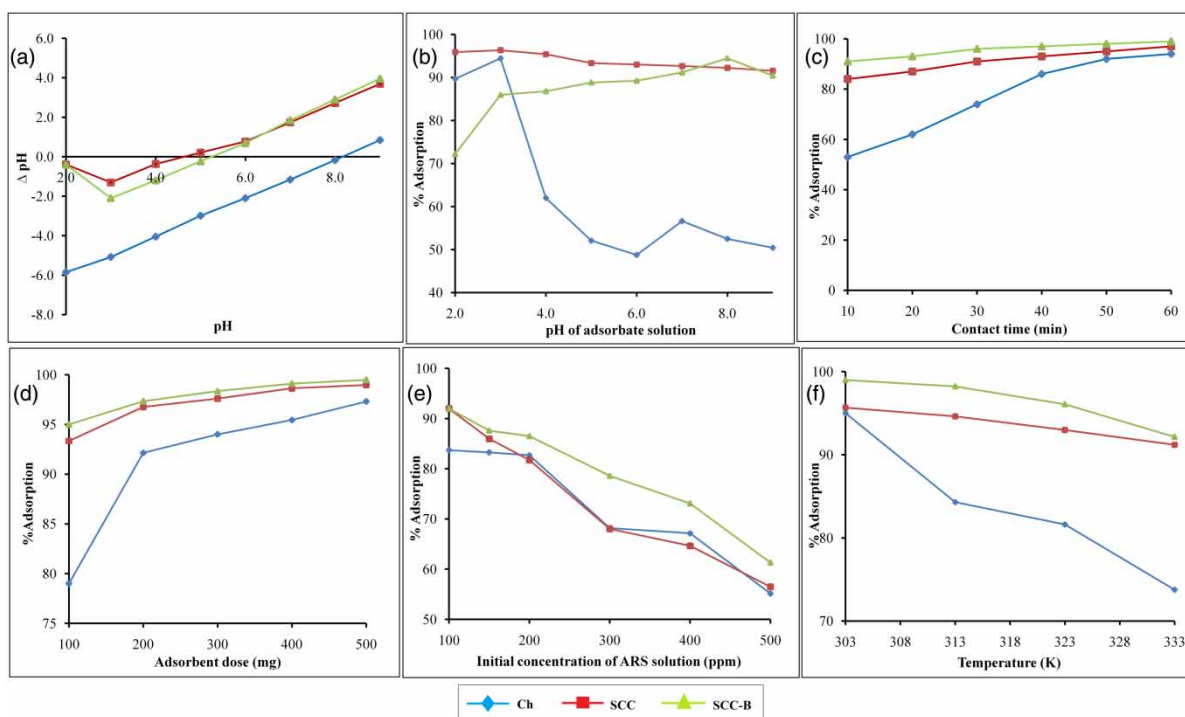 (a)
4.0
2.0
0.0
2.0 4.0 6.0 8.0
-2.0
-4.0
-6.0
-8.0
Δ pH
pH
(b)
100
90
80
70
60
50
40
2.0 4.0 6.0 8.0
% Adsorption
pH of adsorbate solution
(c)
100
80
60
40
20
0
10 20 30 40 50 60
% Adsorption
Contact time (min)
(d)
100
95
90
85
80
75
100 200 300 400 500
%Adsorption
Adsorbent dose (mg)
(e)
100
90
80
70
60
50
100 200 300 400 500
% Adsorption
Initial concentration of ARS solution (ppm)
(f)
100
90
80
70
303 308 313 318 323 328 333
% Adsorption
Temperature (K)
Ch SCC SCC-B